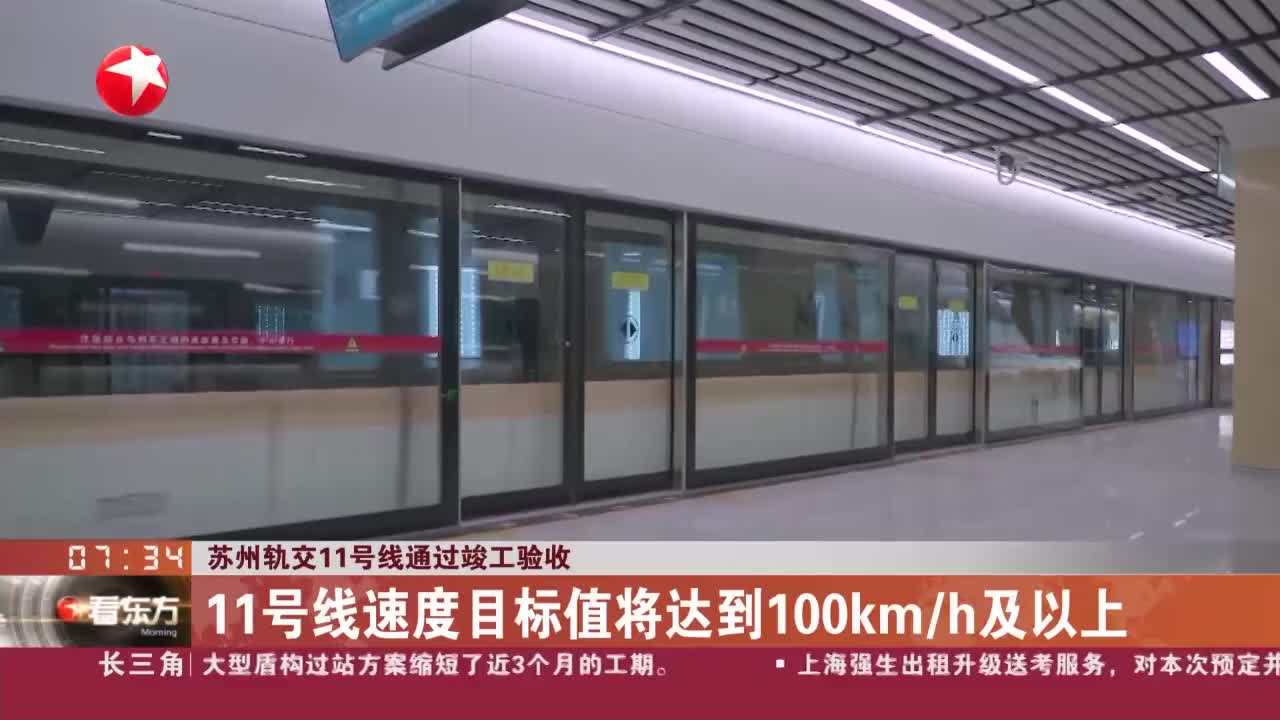 07:34
苏州轨交11号线通过竣工验收
看东方
Morning
11号线速度目标值将达到100km/h及以上
长三角
大型盾构过站方案缩短了近3个月的工期。
▪ 上海强生出租升级送考服务，对本次预定并